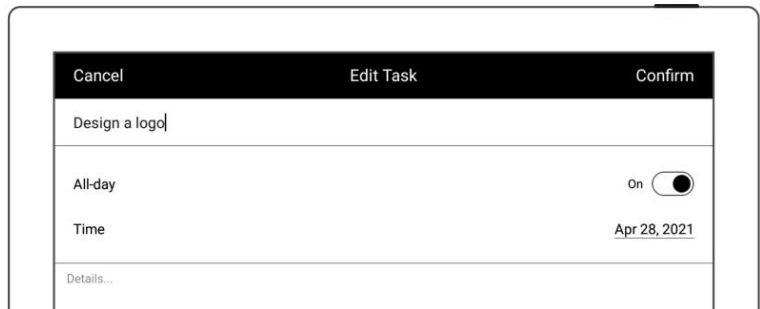 Cancel Edit Task Confirm
Design a logo
All-day On
Time Apr 28, 2021
Details...